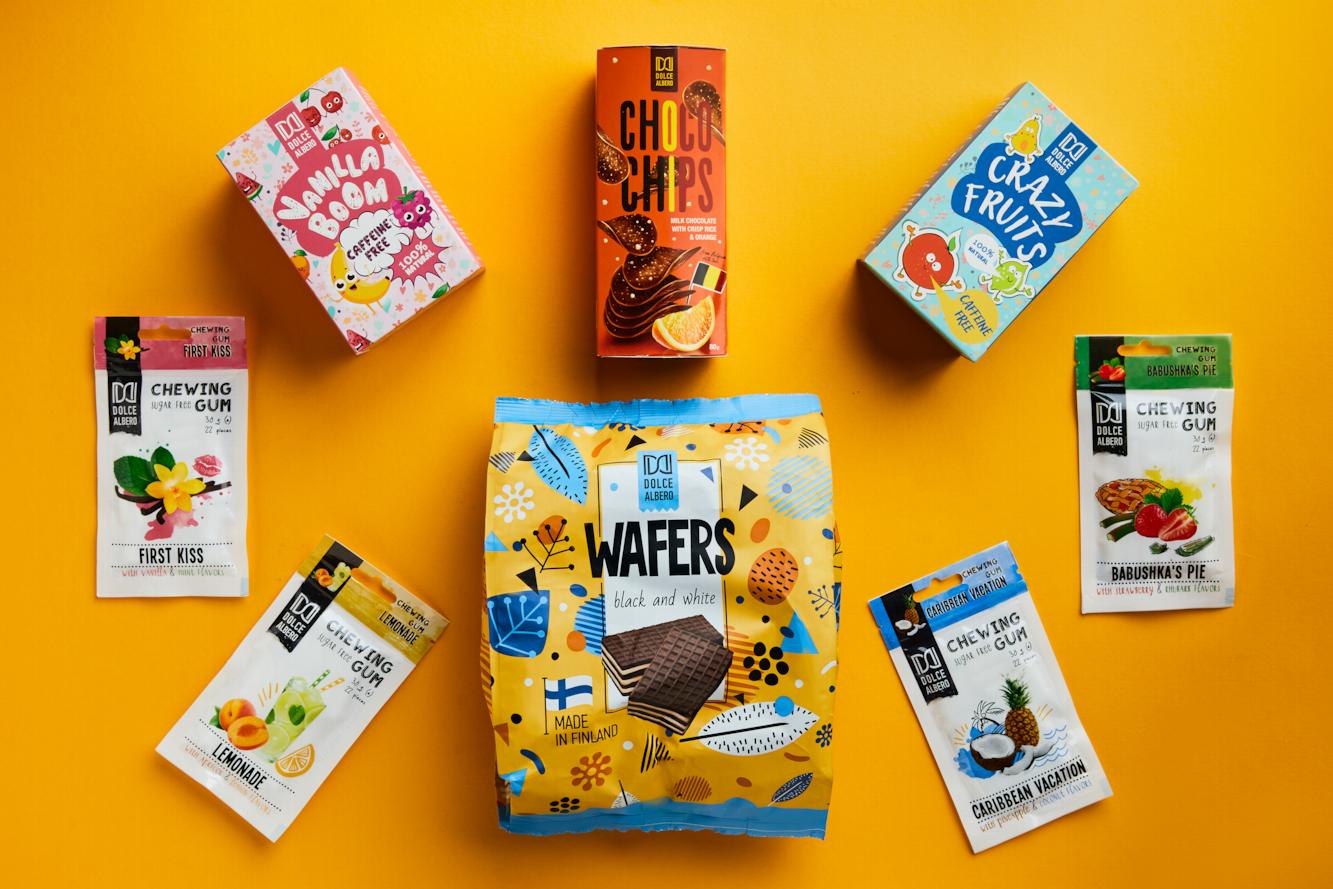 DOLCE
ALBERO
VANILLA
BOOM
CAFFEINE
FREE
100%
NATURAL
DOLCE
ALBERO
CHOCO
CHIPS
MILK CHOCOLATE
WITH CRISP RICE
& ORANGE
80g
DOLCE
ALBERO
CRAZY
FRUITS
100%
NATURAL
CAFFEINE
FREE
CHEWING
GUM
FIRST KISS
DOLCE
ALBERO
CHEWING
SUGAR FREE GUM
30 g (e)
22 pieces
FIRST KISS
WITH VANILLA & MINT FLAVORS
CHEWING
GUM
BABUSHKA'S PIE
DOLCE
ALBERO
CHEWING
SUGAR FREE GUM
30 g (e)
22 pieces
BABUSHKA'S PIE
WITH STRAWBERRY & RHUBARB FLAVORS
CHEWING
GUM
LEMONADE
DOLCE
ALBERO
CHEWING
SUGAR FREE GUM
30 g (e)
22 pieces
LEMONADE
WITH APRICOT & LEMON FLAVORS
DOLCE
ALBERO
WAFERS
black and white
MADE
IN FINLAND
CHEWING
GUM
CARIBBEAN VACATION
DOLCE
ALBERO
CHEWING
SUGAR FREE GUM
30 g (e)
22 pieces
CARIBBEAN VACATION
WITH PINEAPPLE & COCONUT FLAVORS